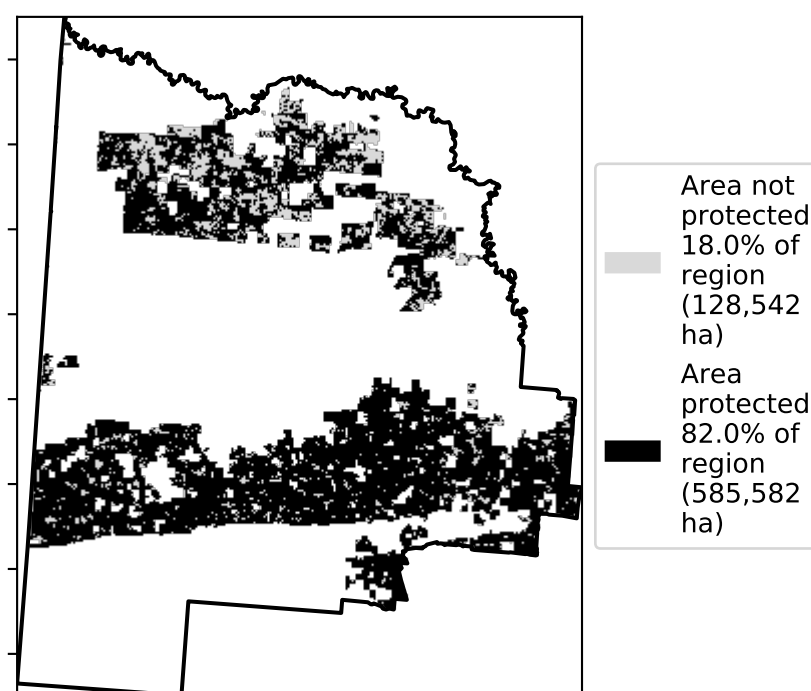 Area not
protected
18.0% of
region
(128,542
ha)
Area
protected
82.0% of
region
(585,582
ha)